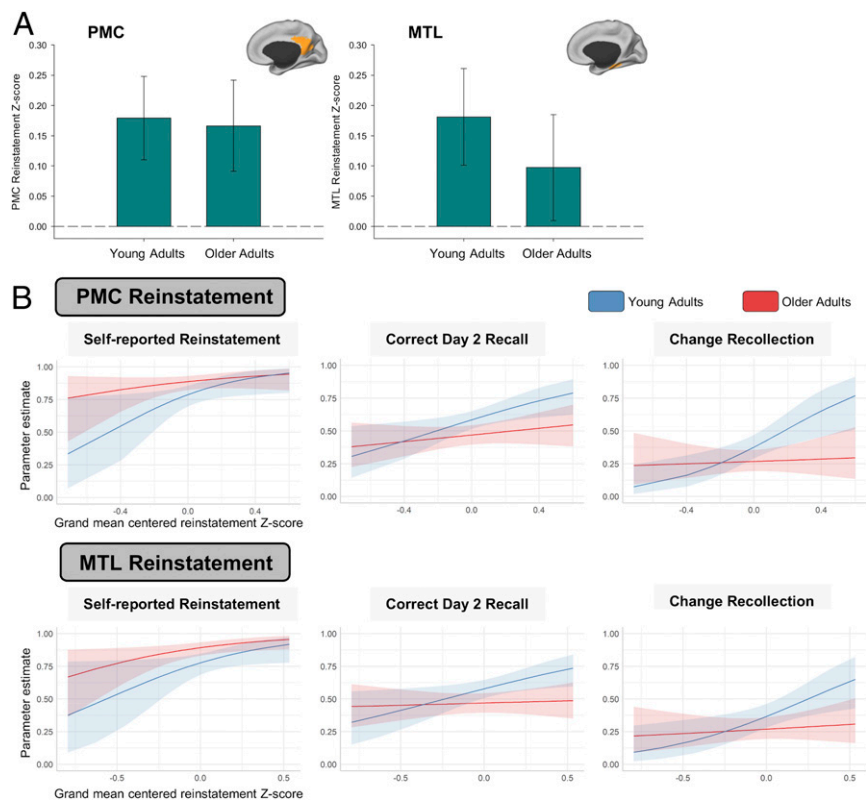 A
PMC
MTL
PMC Reinstatement Z-score
0.30
0.25
0.20
0.15
0.10
0.05
0.00
Young Adults Older Adults
MTL Reinstatement Z-score
0.30
0.25
0.20
0.15
0.10
0.05
0.00
Young Adults Older Adults
B
PMC Reinstatement
Young Adults Older Adults
Self-reported Reinstatement
Correct Day 2 Recall
Change Recollection
Parameter estimate
1.00
0.75
0.50
0.25
0.00
-0.4 0.0 0.4
Grand mean centered reinstatement Z-score
1.00
0.75
0.50
0.25
0.00
-0.4 0.0 0.4
1.00
0.75
0.50
0.25
0.00
-0.4 0.0 0.4
MTL Reinstatement
Self-reported Reinstatement
Correct Day 2 Recall
Change Recollection
Parameter estimate
1.00
0.75
0.50
0.25
0.00
-0.5 0.0 0.5
Grand mean centered reinstatement Z-score
1.00
0.75
0.50
0.25
0.00
-0.5 0.0 0.5
1.00
0.75
0.50
0.25
0.00
-0.5 0.0 0.5